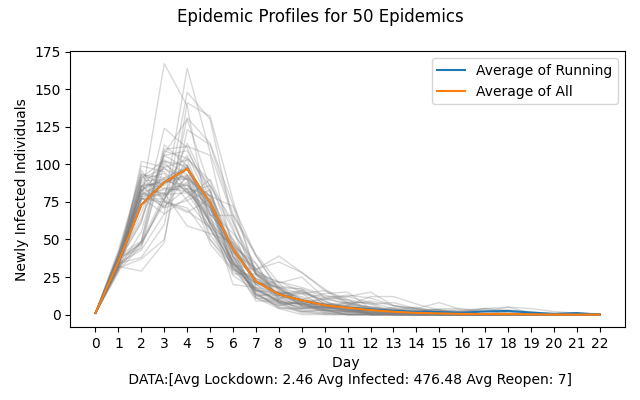 Epidemic Profiles for 50 Epidemics
175
150
125
100
75
50
25
0
Newly Infected Individuals
Average of Running
Average of All
0 1 2 3 4 5 6 7 8 9 10 11 12 13 14 15 16 17 18 19 20 21 22
Day
DATA:[Avg Lockdown: 2.46 Avg Infected: 476.48 Avg Reopen: 7]